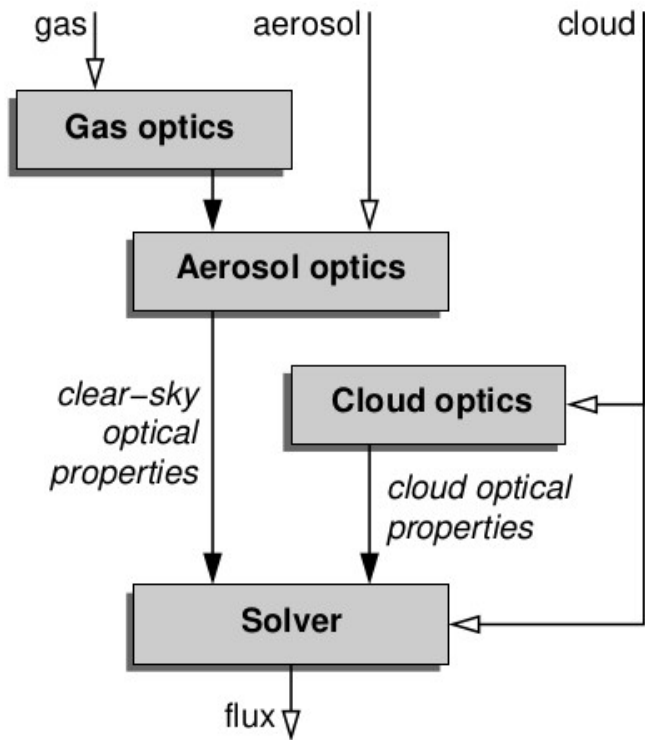 gas
aerosol
cloud
Gas optics
Aerosol optics
clear−sky
optical
properties
Cloud optics
cloud optical
properties
Solver
flux